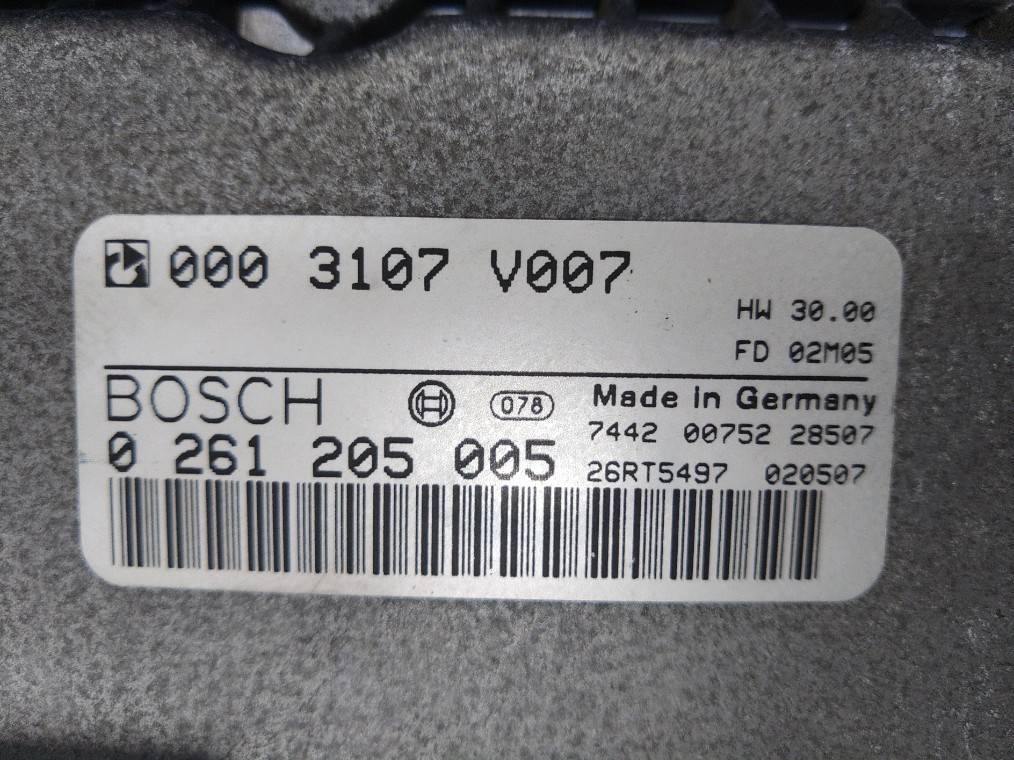 000 3107 V007
HW 30.00
FD 02M05
BOSCH 078 Made in Germany
0 261 205 005 7442 00752 28507
26RT5497 020507